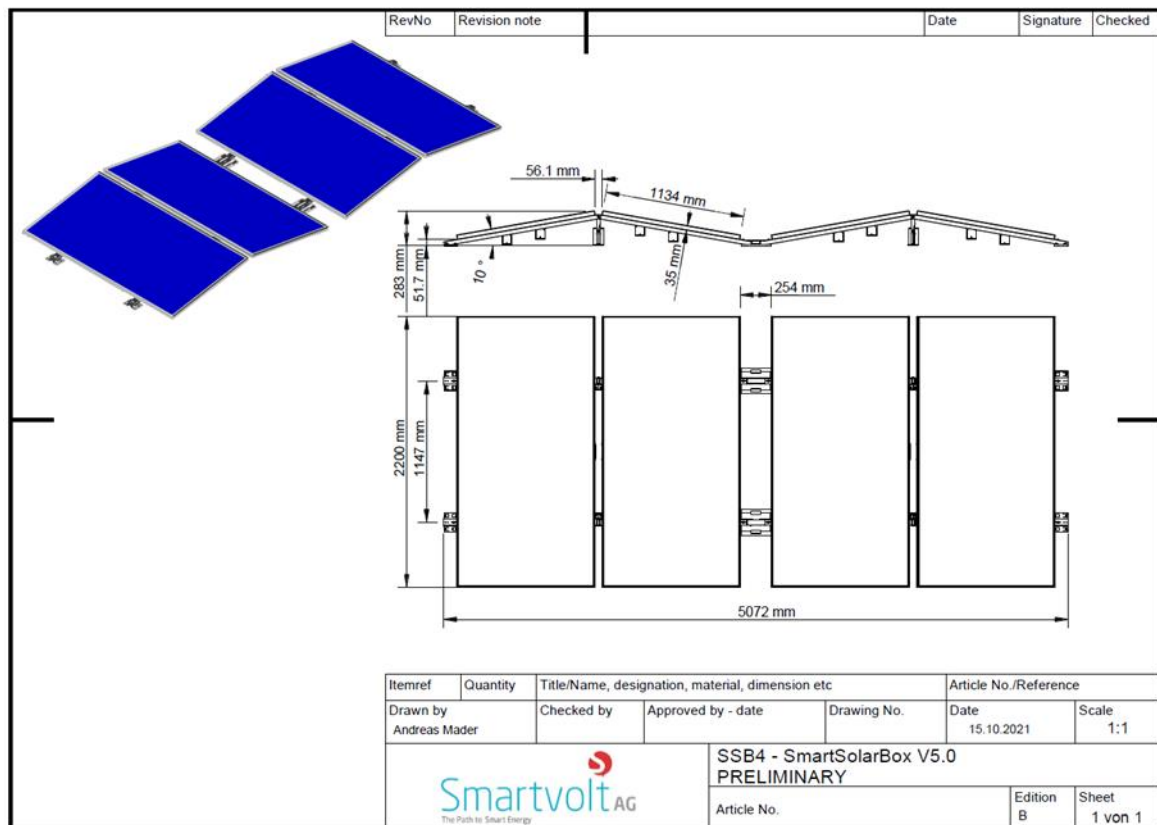 RevNo Revision note Date Signature Checked
56.1 mm
1134 mm
283 mm
51.7 mm
10 °
35 mm
254 mm
2200 mm
1147 mm
5072 mm
Itemref Quantity Title/Name, designation, material, dimension etc Article No./Reference
Drawn by Checked by Approved by - date Drawing No. Date Scale
Andreas Mader 15.10.2021 1:1
SSB4 - SmartSolarBox V5.0
PRELIMINARY
Smartvolt AG
The Path to Smart Energy
Article No. Edition Sheet
B 1 von 1